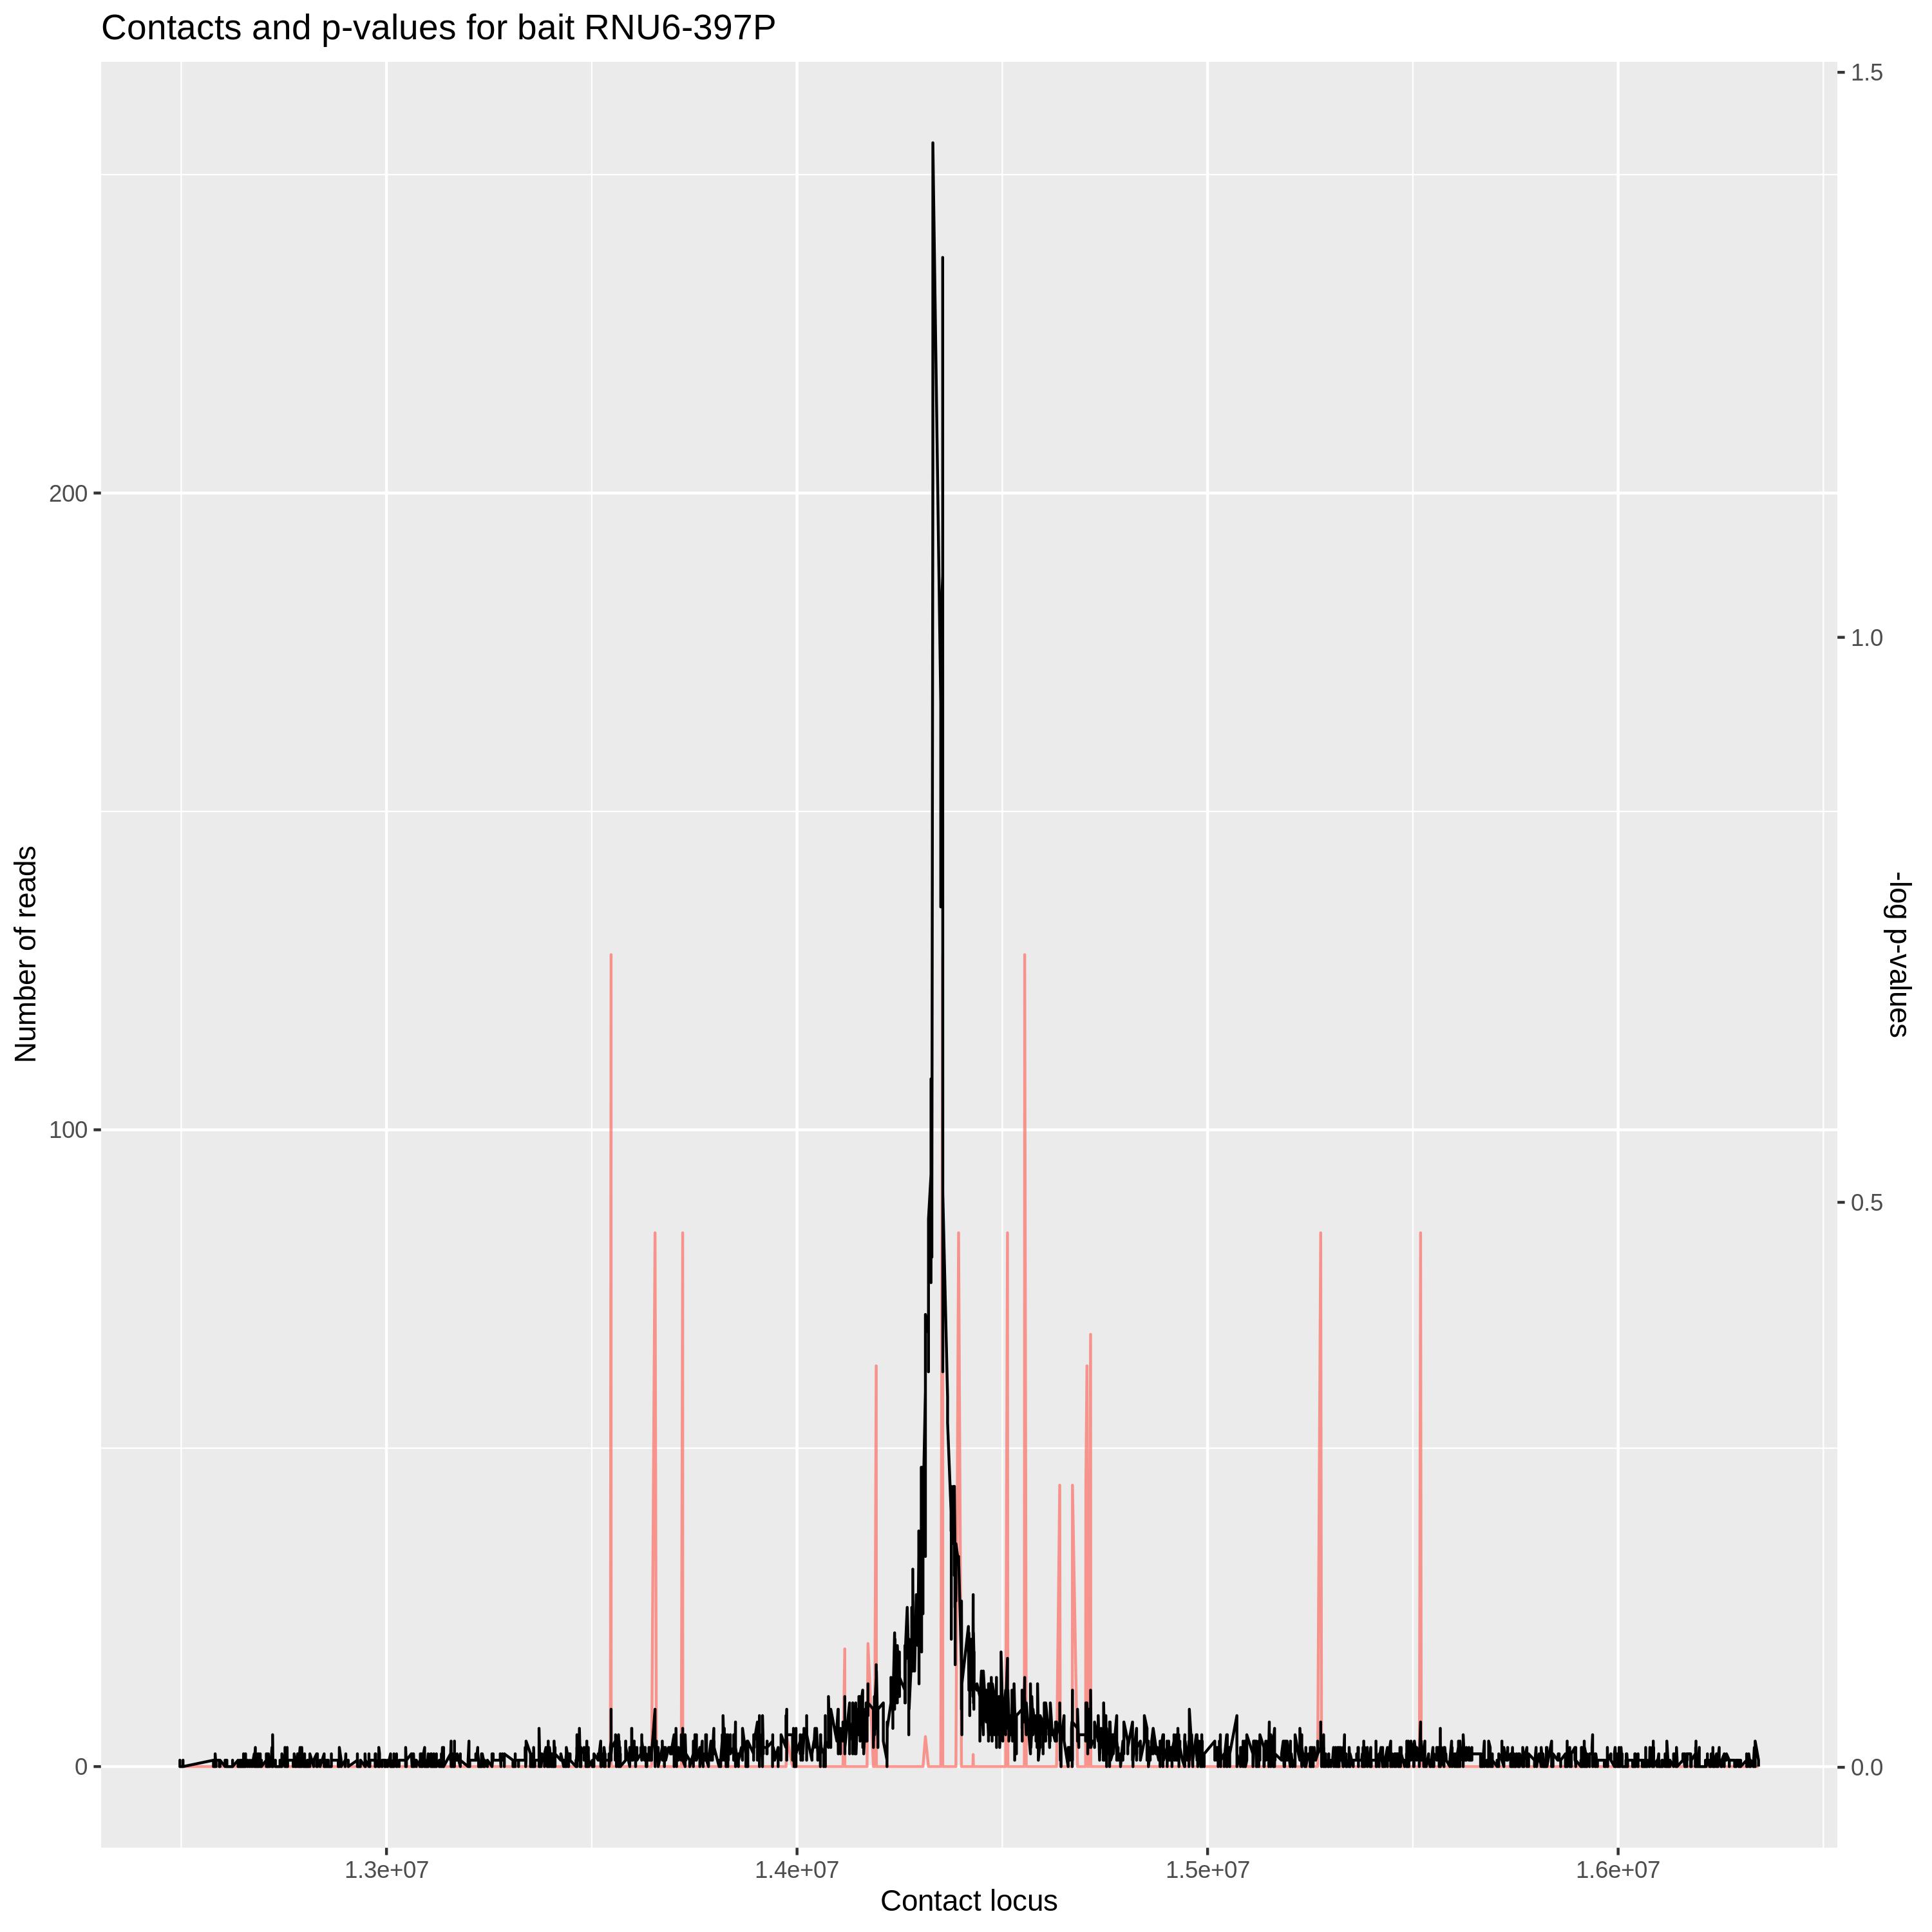 Contacts and p-values for bait RNU6-397P
1.5
200
1.0
Number of reads
-log p-values
100
0.5
0
0.0
1.3e+07
1.4e+07
1.5e+07
1.6e+07
Contact locus